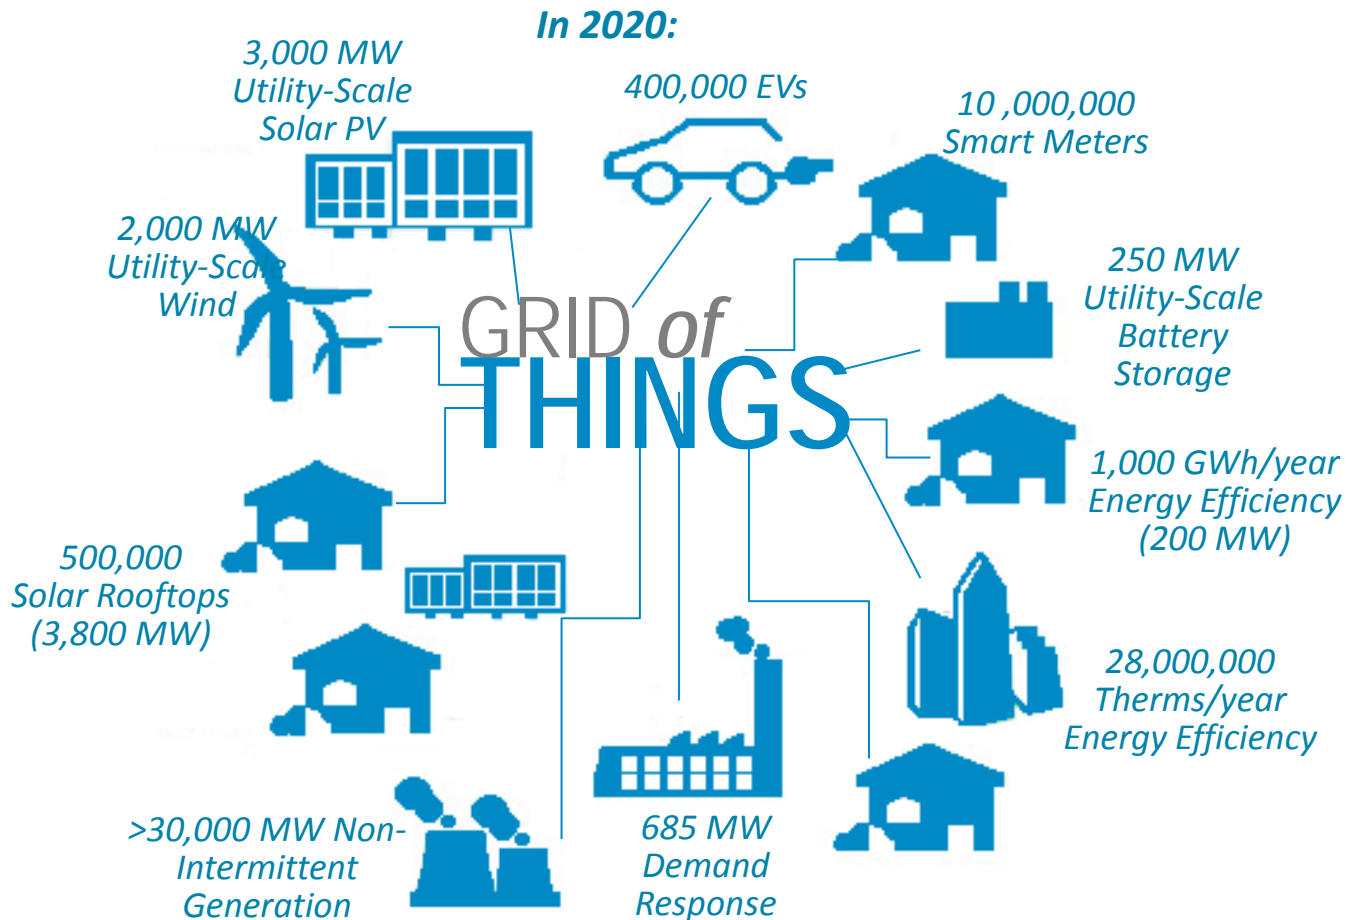 In 2020:
3,000 MW
Utility-Scale
Solar PV
400,000 EVs
10 ,000,000
Smart Meters
2,000 MW
Utility-Scale
Wind
250 MW
Utility-Scale
Battery
Storage
GRID of
THINGS
1,000 GWh/year
Energy Efficiency
(200 MW)
500,000
Solar Rooftops
(3,800 MW)
28,000,000
Therms/year
Energy Efficiency
>30,000 MW Non-
Intermittent
Generation
685 MW
Demand
Response